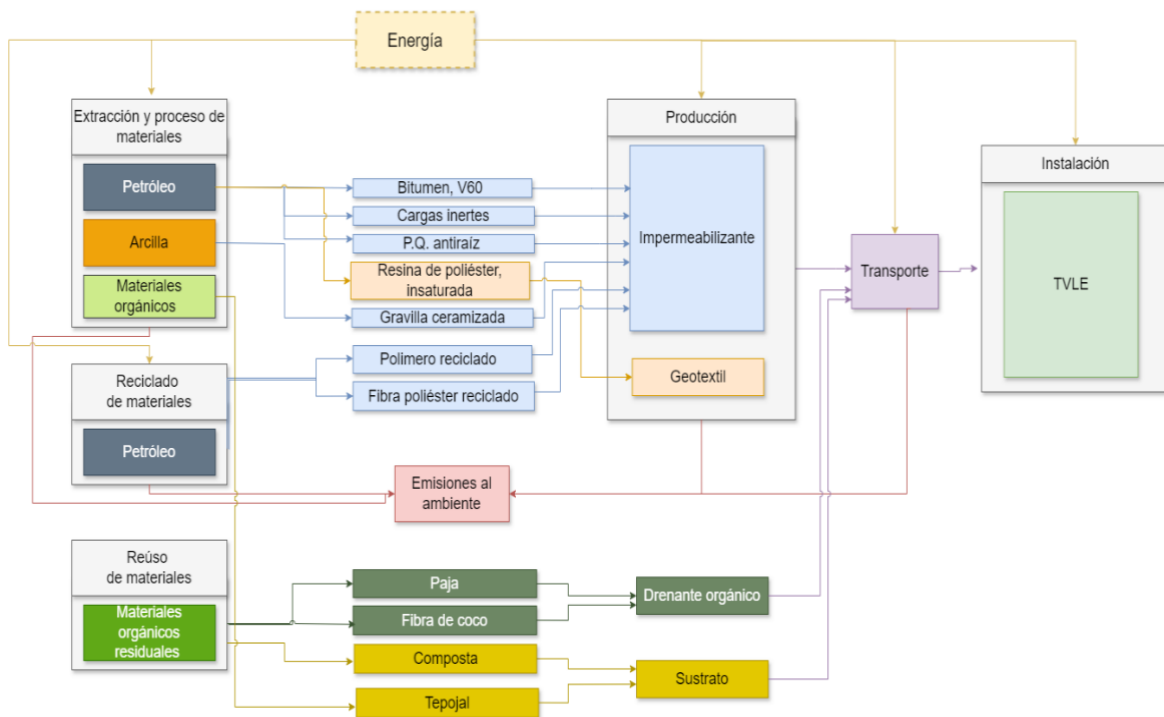 Energía
Extracción y proceso de
materiales
Petróleo
Arcilla
Materiales
orgánicos
Reciclado
de materiales
Petróleo
Reúso
de materiales
Materiales
orgánicos
residuales
Bitumen, V60
Cargas inertes
P.Q. antiraíz
Resina de poliéster,
insaturada
Gravilla ceramizada
Polimero reciclado
Fibra poliéster reciclado
Emisiones al
ambiente
Paja
Fibra de coco
Composta
Tepojal
Producción
Impermeabilizante
Geotextil
Drenante orgánico
Sustrato
Transporte
Instalación
TVLE